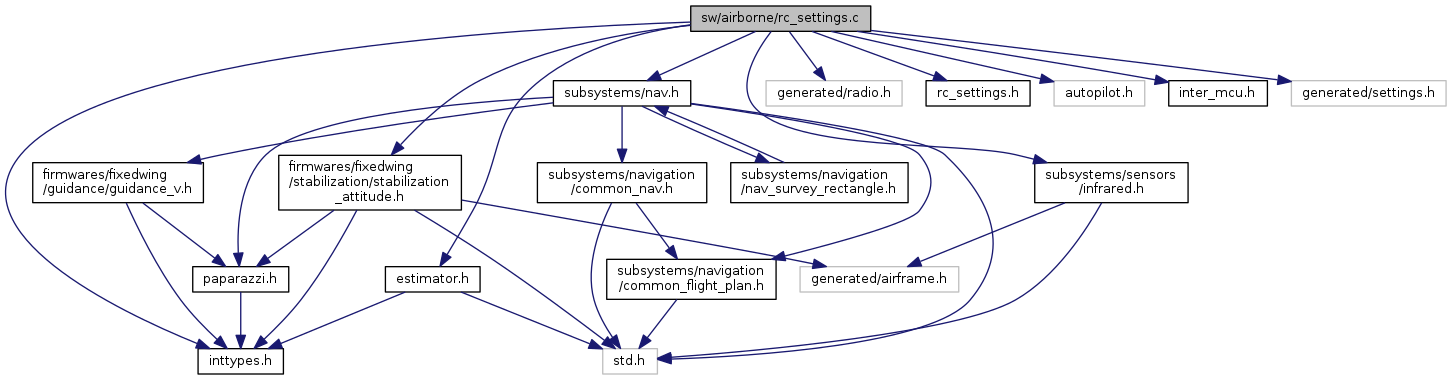 sw/airborne/rc_settings.c
subsystems/nav.h
generated/radio.h
rc_settings.h
autopilot.h
inter_mcu.h
generated/settings.h
firmwares/fixedwing
/guidance/guidance_v.h
firmwares/fixedwing
/stabilization/stabilization
_attitude.h
subsystems/navigation
/common_nav.h
subsystems/navigation
/nav_survey_rectangle.h
subsystems/sensors
/infrared.h
paparazzi.h
estimator.h
subsystems/navigation
/common_flight_plan.h
generated/airframe.h
inttypes.h
std.h